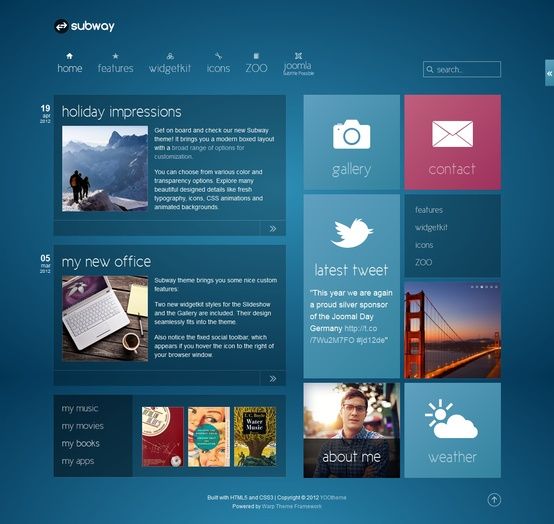 subway
home
features
widgetkit
icons
ZOO
joomla
Subtitle Possible
search...
19
apr
2012
holiday impressions
Get on board and check our new Subway
theme! It brings you a modern boxed layout
with a broad range of options for
customization.
You can choose from various color and
transparency options. Explore many
beautiful designed details like fresh
typography, icons, CSS animations and
animated backgrounds.
05
mar
2012
my new office
Subway theme brings you some nice custom
features:
Two new widgetkit styles for the Slideshow
and the Gallery are included. Their design
seamlessly fits into the theme.
Also notice the fixed social toolbar, which
appears if you hover the icon to the right of
your browser window.
my music
my movies
my books
my apps
Water
Music
gallery
contact
latest tweet
"This year we are again
a proud silver sponsor
of the Joomal Day
Germany http://t.co
/7Wu2M7FO #jd12de"
features
widgetkit
icons
ZOO
about me
weather
Built with HTML5 and CSS3 | Copyright © 2012 YOOtheme
Powered by Warp Theme Framework